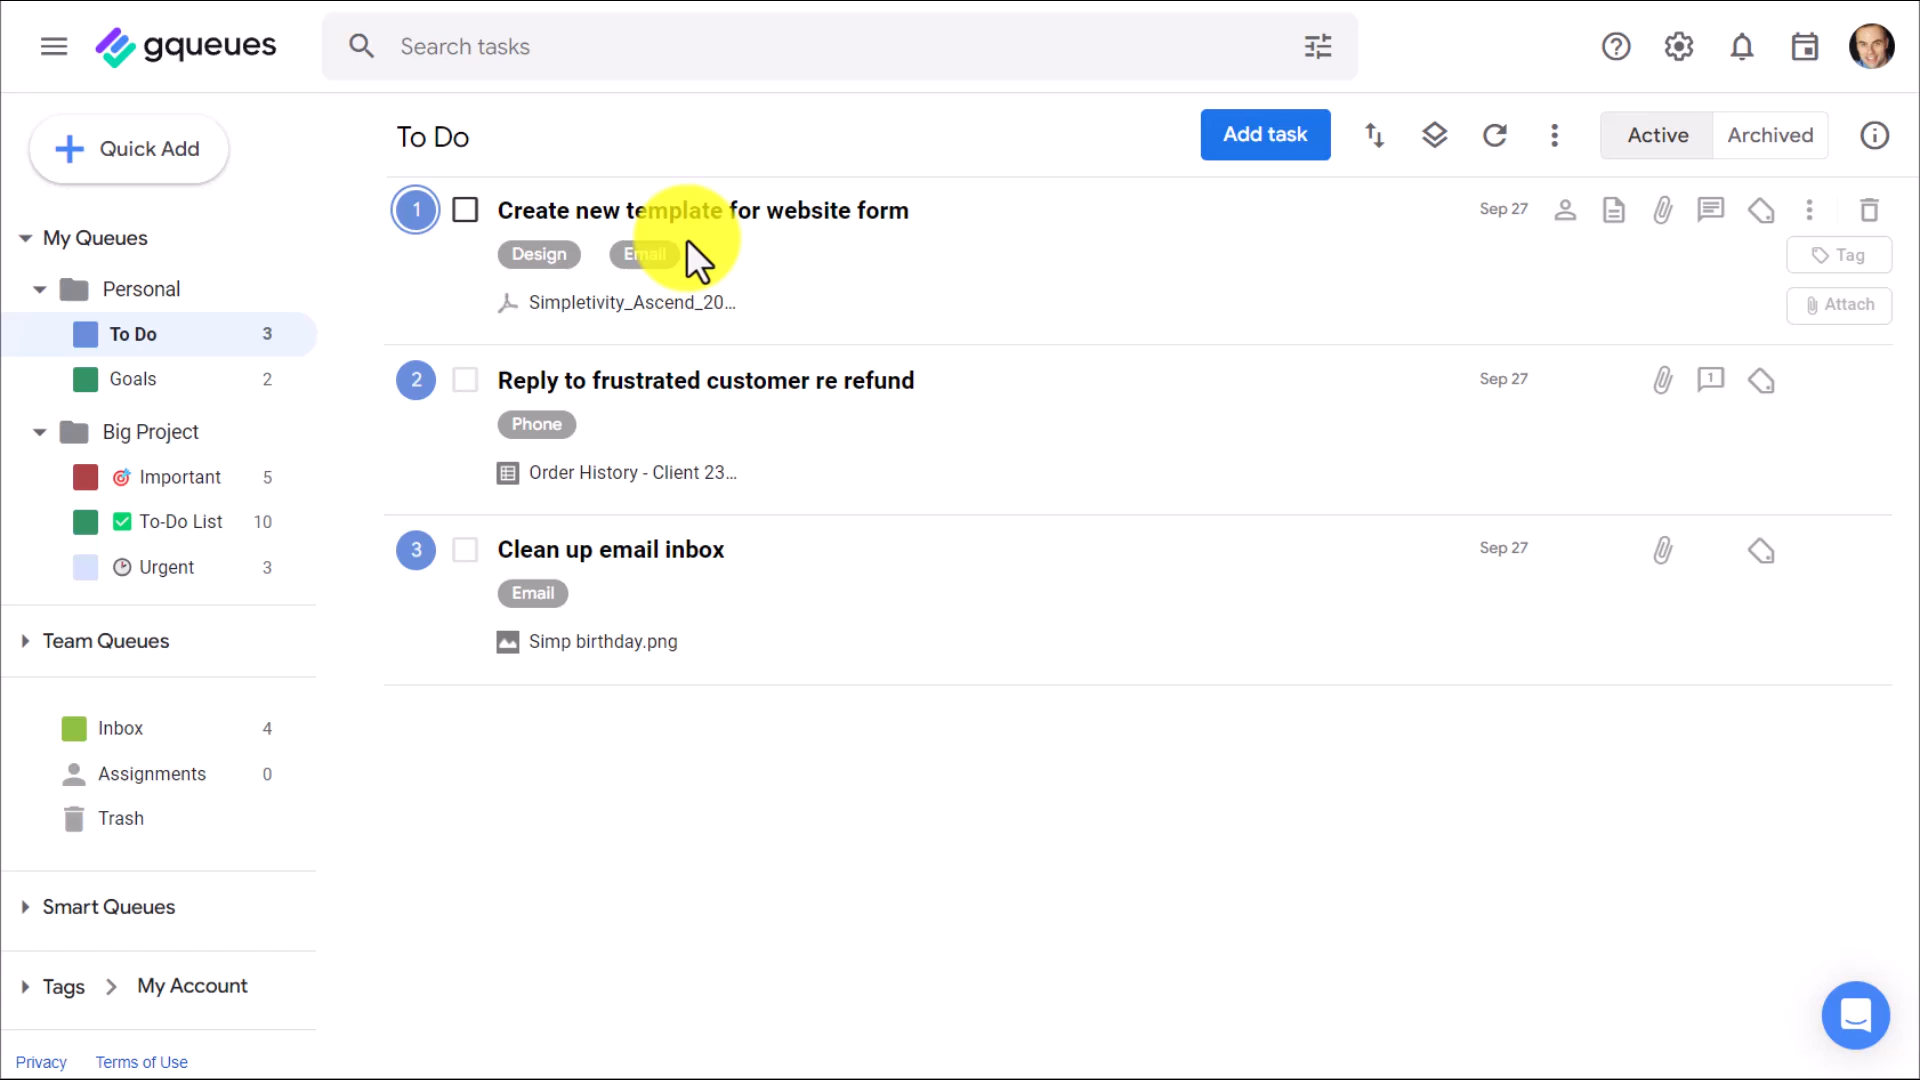 gqueues
Search tasks
Quick Add
To Do
Add task
Active
Archived
My Queues
Personal
To Do 3
Goals 2
Big Project
Important 5
To-Do List 10
Urgent 3
Team Queues
Inbox 4
Assignments 0
Trash
Smart Queues
Tags > My Account
Privacy Terms of Use
1 Create new template for website form Sep 27
Design Email
Tag
Simpletivity_Ascend_20...
Attach
2 Reply to frustrated customer re refund Sep 27 1
Phone
Order History - Client 23...
3 Clean up email inbox Sep 27
Email
Simp birthday.png